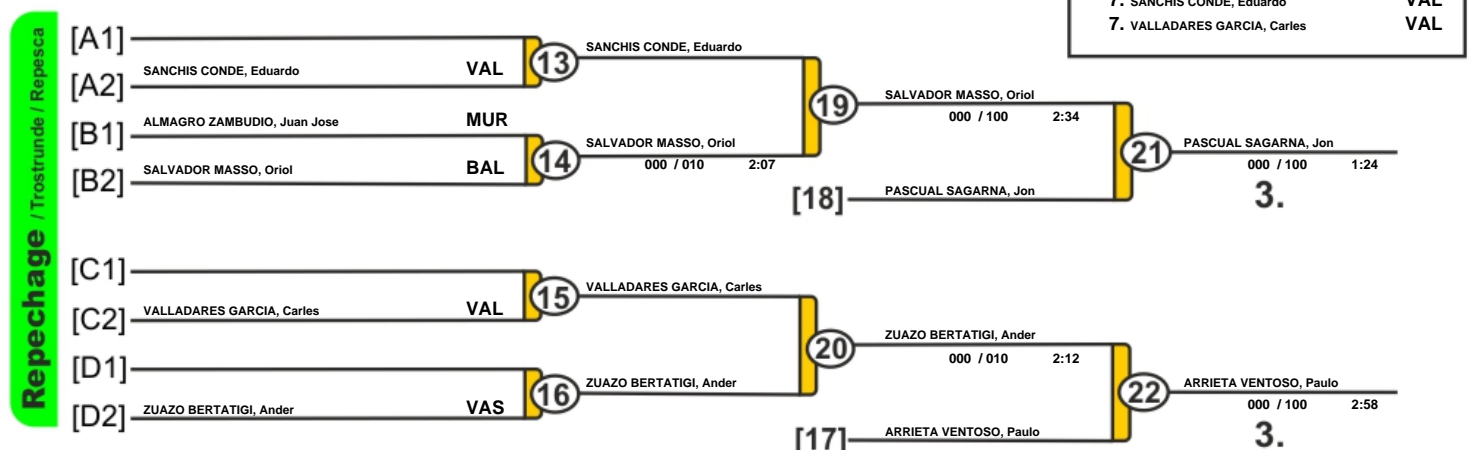 7. SANCHIS CONDE, Eduardo VAL
7. VALLADARES GARCIA, Carles VAL
Repechage / Trostrunde / Repesca
[A1]
[A2] SANCHIS CONDE, Eduardo VAL
13 SANCHIS CONDE, Eduardo
[B1] ALMAGRO ZAMBUDIO, Juan Jose MUR
[B2] SALVADOR MASSO, Oriol BAL
14 SALVADOR MASSO, Oriol
000 / 010 2:07
19 SALVADOR MASSO, Oriol
000 / 100 2:34
[18] PASCUAL SAGARNA, Jon
21 PASCUAL SAGARNA, Jon
000 / 100 1:24
3.
[C1]
[C2] VALLADARES GARCIA, Carles VAL
15 VALLADARES GARCIA, Carles
[D1]
[D2] ZUAZO BERTATIGI, Ander VAS
16 ZUAZO BERTATIGI, Ander
20 ZUAZO BERTATIGI, Ander
000 / 010 2:12
[17] ARRIETA VENTOSO, Paulo
22 ARRIETA VENTOSO, Paulo
000 / 100 2:58
3.